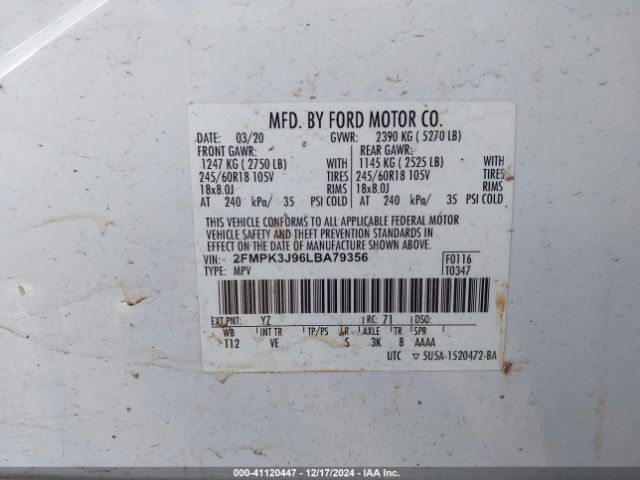 MFD. BY FORD MOTOR CO.
DATE: 03/20 GVWR: 2390 KG ( 5270 LB)
FRONT GAWR: REAR GAWR:
1247 KG ( 2750 LB) WITH 1145 KG ( 2525 LB) WITH
245/60R18 105V TIRES 245/60R18 105V TIRES
18x8.0J RIMS 18x8.0J RIMS
AT 240 kPa/ 35 PSI COLD AT 240 kPa/ 35 PSI COLD
THIS VEHICLE CONFORMS TO ALL APPLICABLE FEDERAL MOTOR
VEHICLE SAFETY AND THEFT PREVENTION STANDARDS IN
EFFECT ON THE DATE OF MANUFACTURE SHOWN ABOVE.
VIN: 2FMPK3J96LBA79356 F0116
TYPE: MPV T0347
EXT PNT: YZ RC: 71 DSO:
WB INT TR TP/PS R AXLE TR SPR
112 VE S 3K 8 AAAA
UTC ▽ 5U5A-1520472-BA
000-41120447 - 12/17/2024 - IAA Inc.